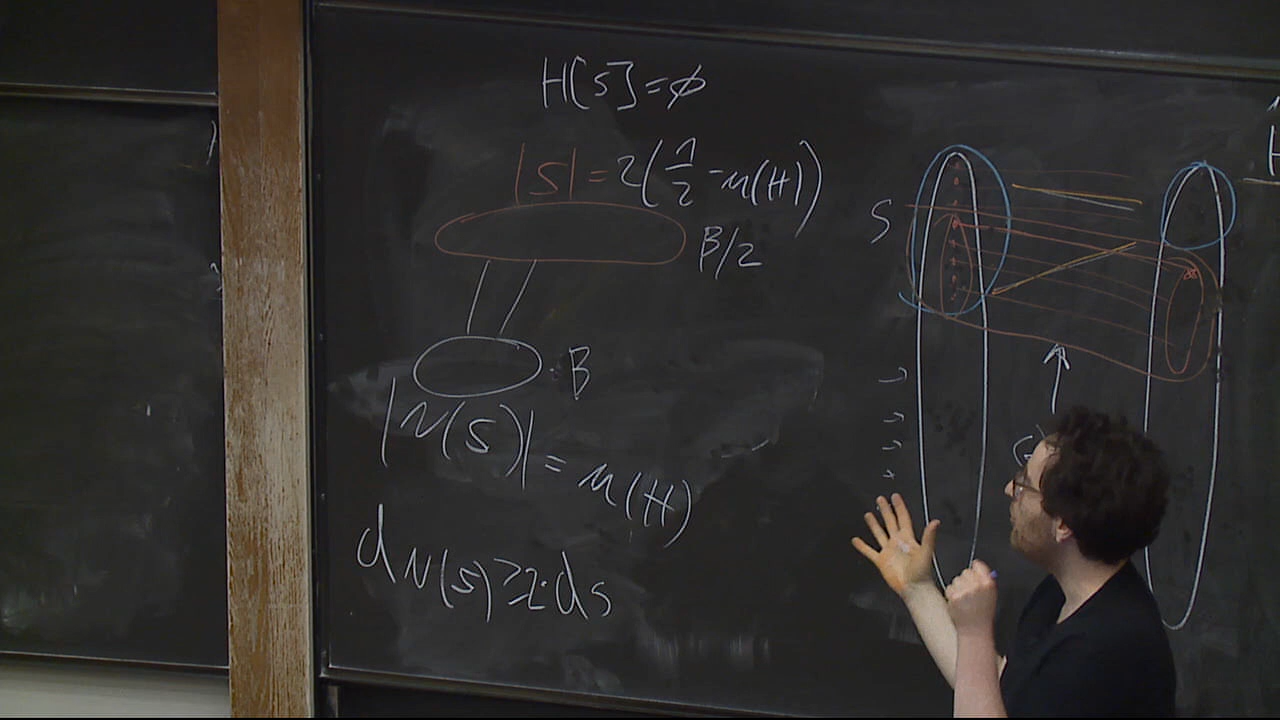 H[S]=∅
|S|=2(n/2-μ(H))
B/2
B
|N(S)|=μ(H)
d_N(S)≥2·d_S
S